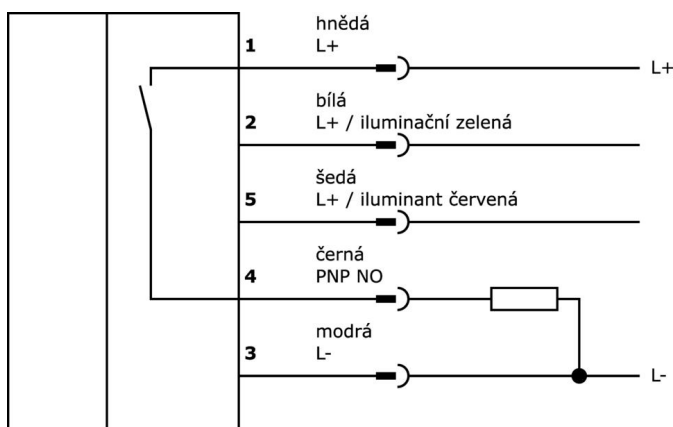 hnědá
1 L+ L+
bílá
2 L+ / iluminační zelená
šedá
5 L+ / iluminant červená
černá
4 PNP NO
modrá
3 L- L-